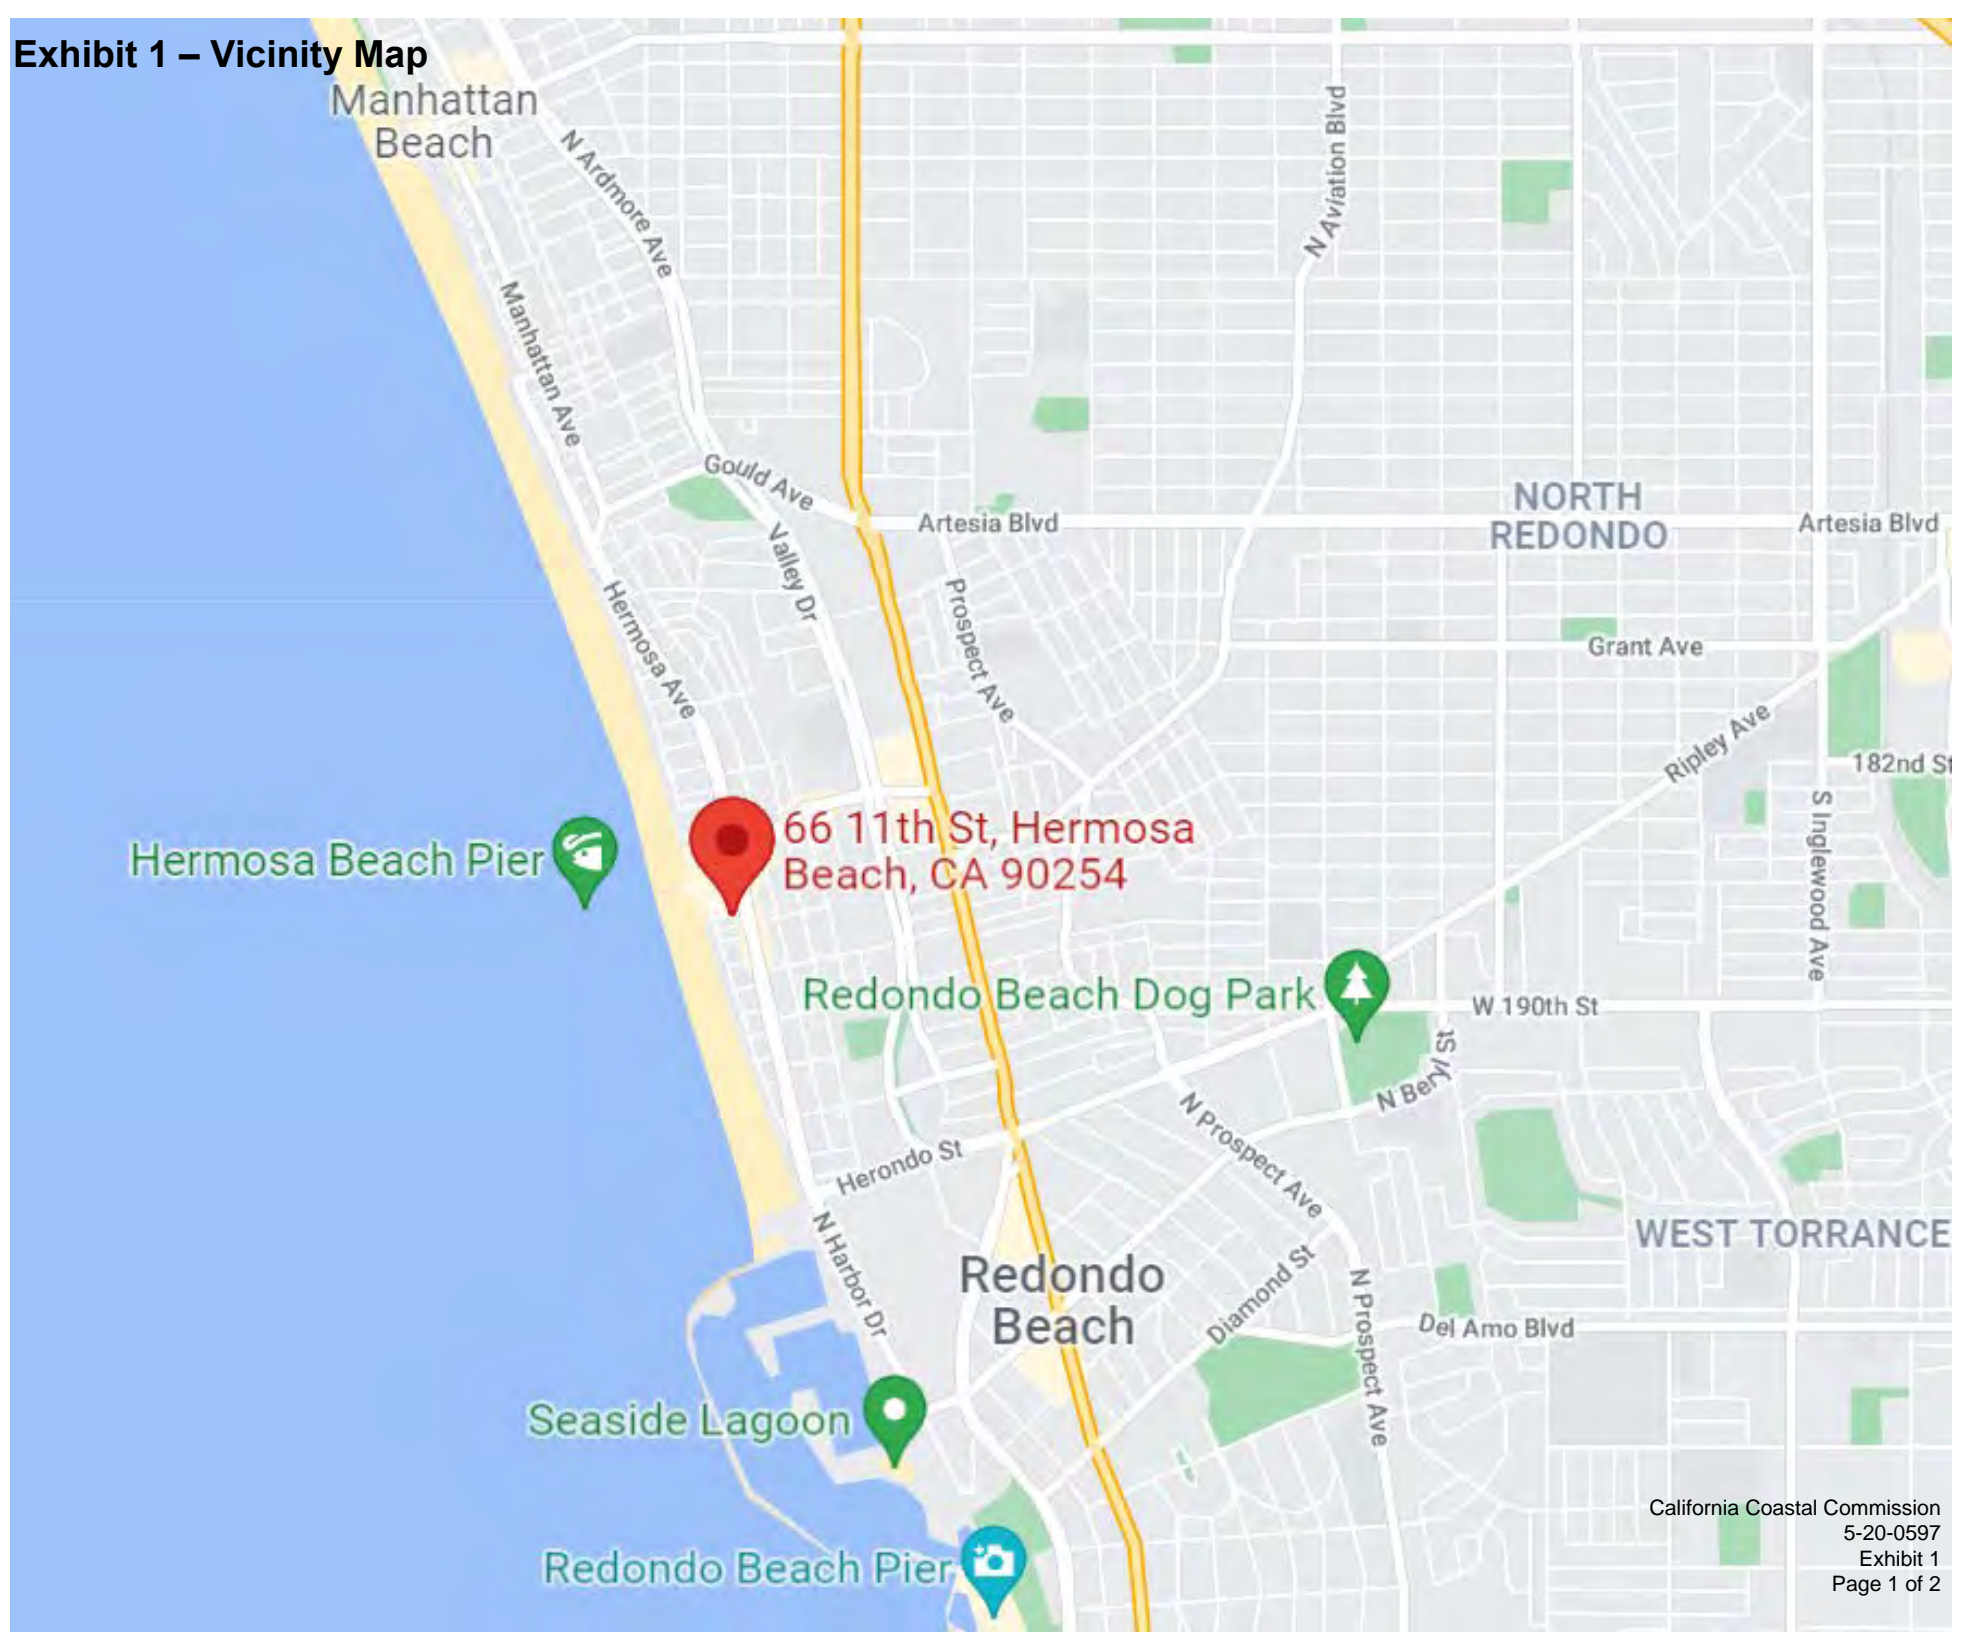 Exhibit 1 – Vicinity Map
Manhattan
Beach
N Ardmore Ave
N Aviation Blvd
Manhattan Ave
Gould Ave
Artesia Blvd
NORTH
REDONDO
Artesia Blvd
Valley Dr
Prospect Ave
Hermosa Ave
Grant Ave
Ripley Ave
182nd St
S Inglewood Ave
66 11th St, Hermosa
Beach, CA 90254
Hermosa Beach Pier
Redondo Beach Dog Park
W 190th St
N Beryl St
N Prospect Ave
Herondo St
N Harbor Dr
WEST TORRANCE
Redondo
Beach
Diamond St
N Prospect Ave
Del Amo Blvd
Seaside Lagoon
Redondo Beach Pier
California Coastal Commission
5-20-0597
Exhibit 1
Page 1 of 2